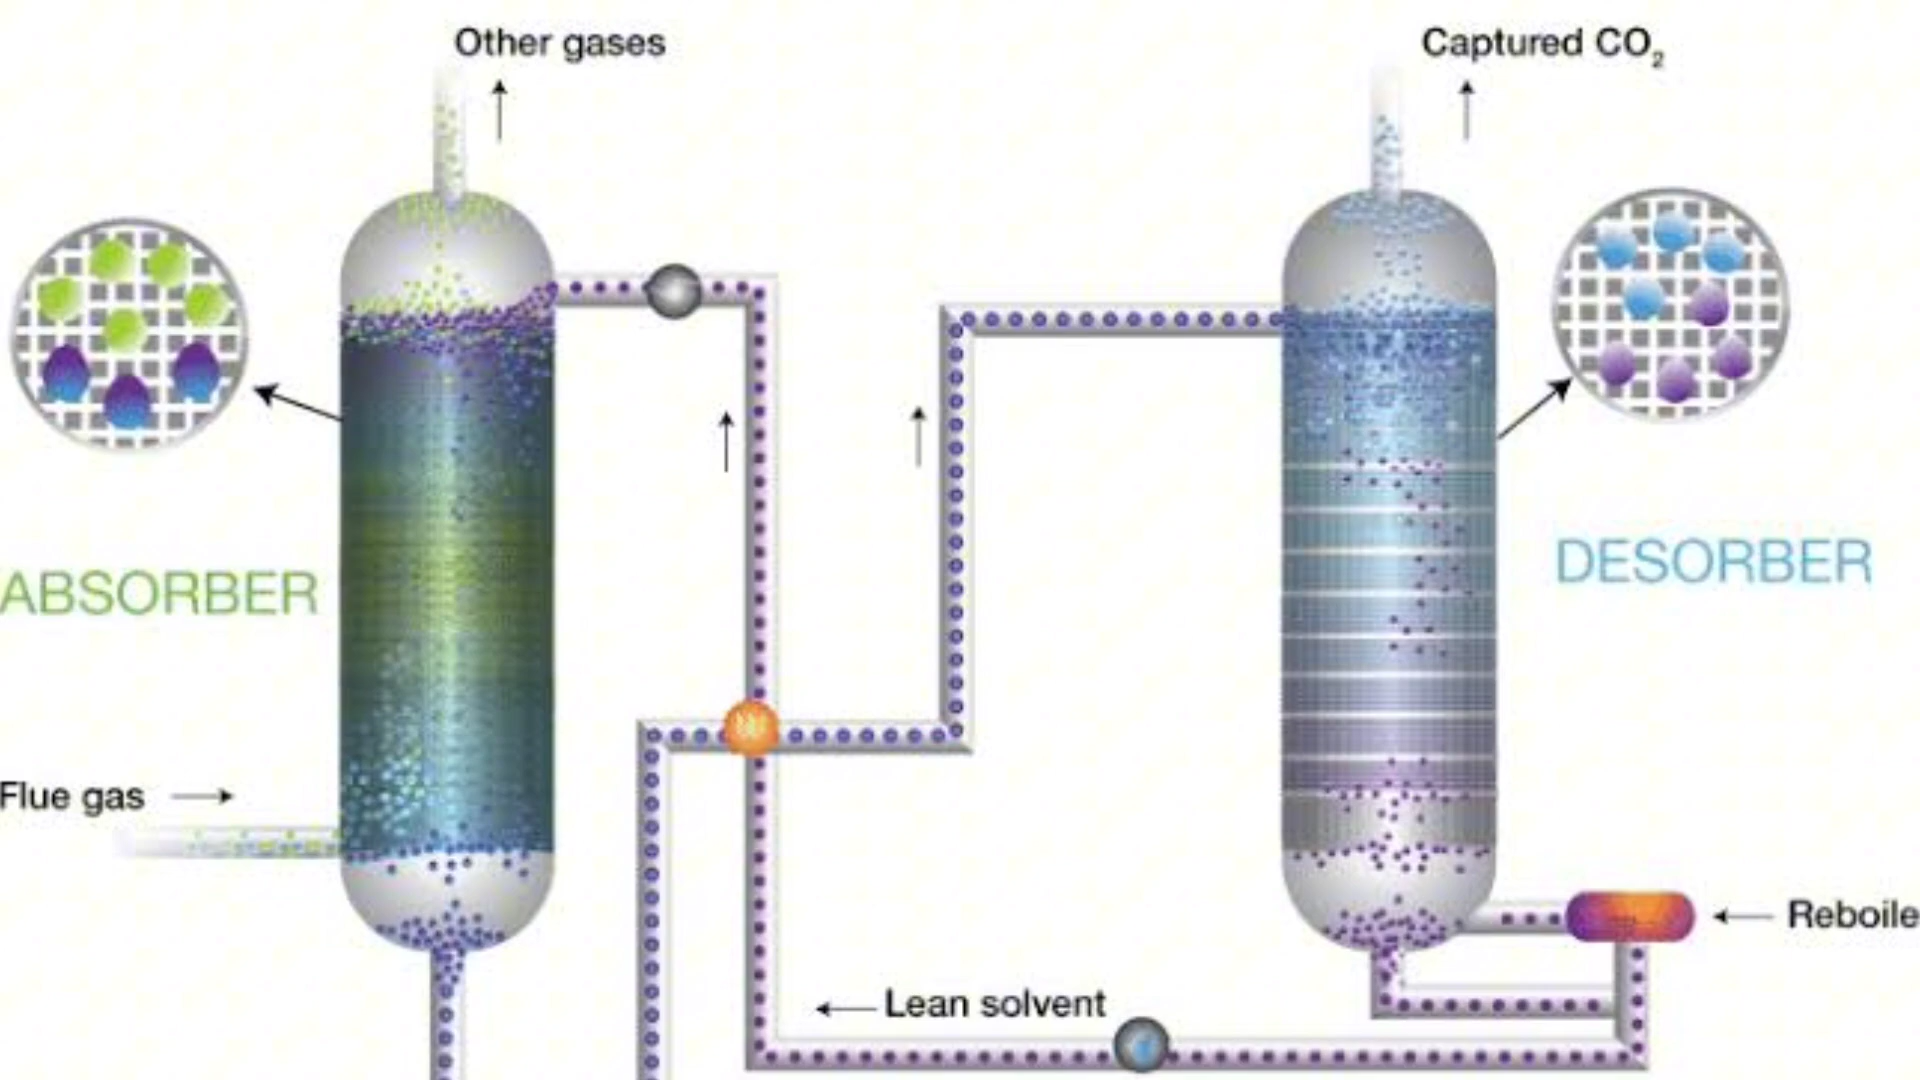 Other gases
Captured CO₂
ABSORBER
DESORBER
Flue gas
Reboile
Lean solvent